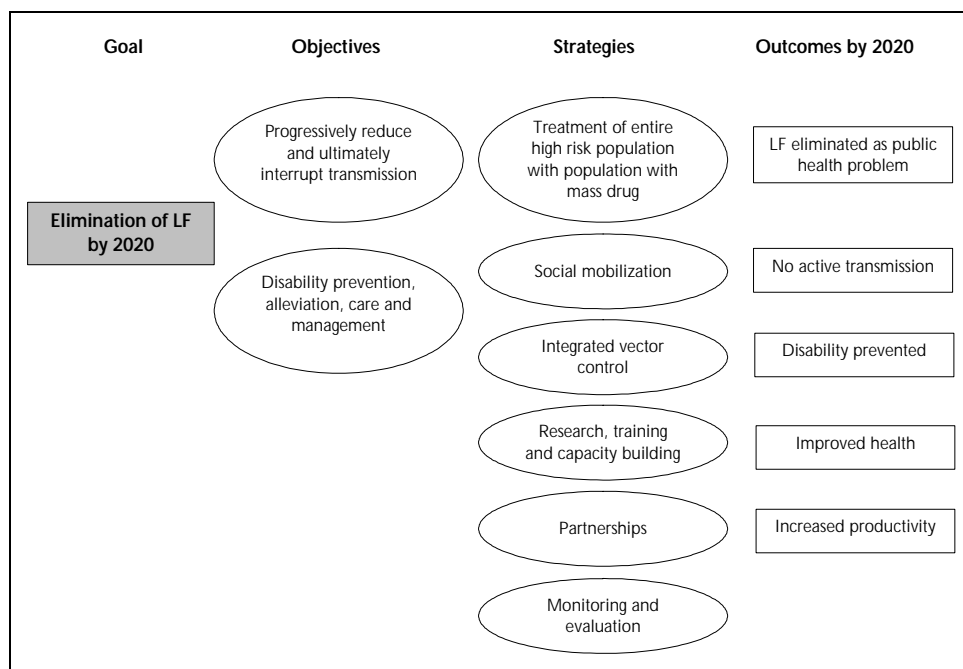 Goal
Objectives
Strategies
Outcomes by 2020
Elimination of LF
by 2020
Progressively reduce
and ultimately
interrupt transmission
Disability prevention,
alleviation, care and
management
Treatment of entire
high risk population
with population with
mass drug
Social mobilization
Integrated vector
control
Research, training
and capacity building
Partnerships
Monitoring and
evaluation
LF eliminated as public
health problem
No active transmission
Disability prevented
Improved health
Increased productivity